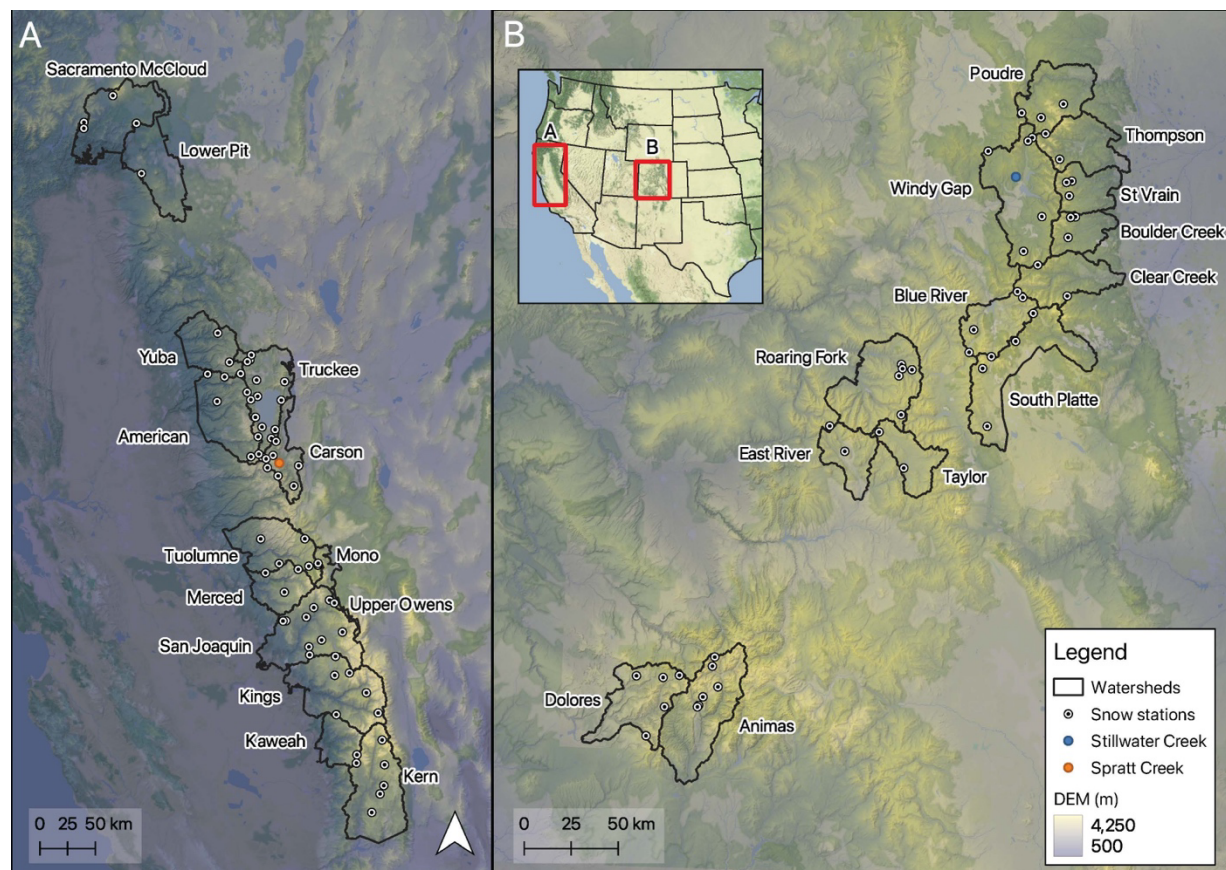 A
Sacramento McCloud
Lower Pit
Yuba
Truckee
American
Carson
Tuolumne
Mono
Merced
Upper Owens
San Joaquin
Kings
Kaweah
Kern
0 25 50 km
B
A
B
Poudre
Thompson
Windy Gap
St Vrain
Boulder Creek
Clear Creek
Blue River
Roaring Fork
South Platte
East River
Taylor
Dolores
Animas
0 25 50 km
Legend
Watersheds
Snow stations
Stillwater Creek
Spratt Creek
DEM (m)
4,250
500